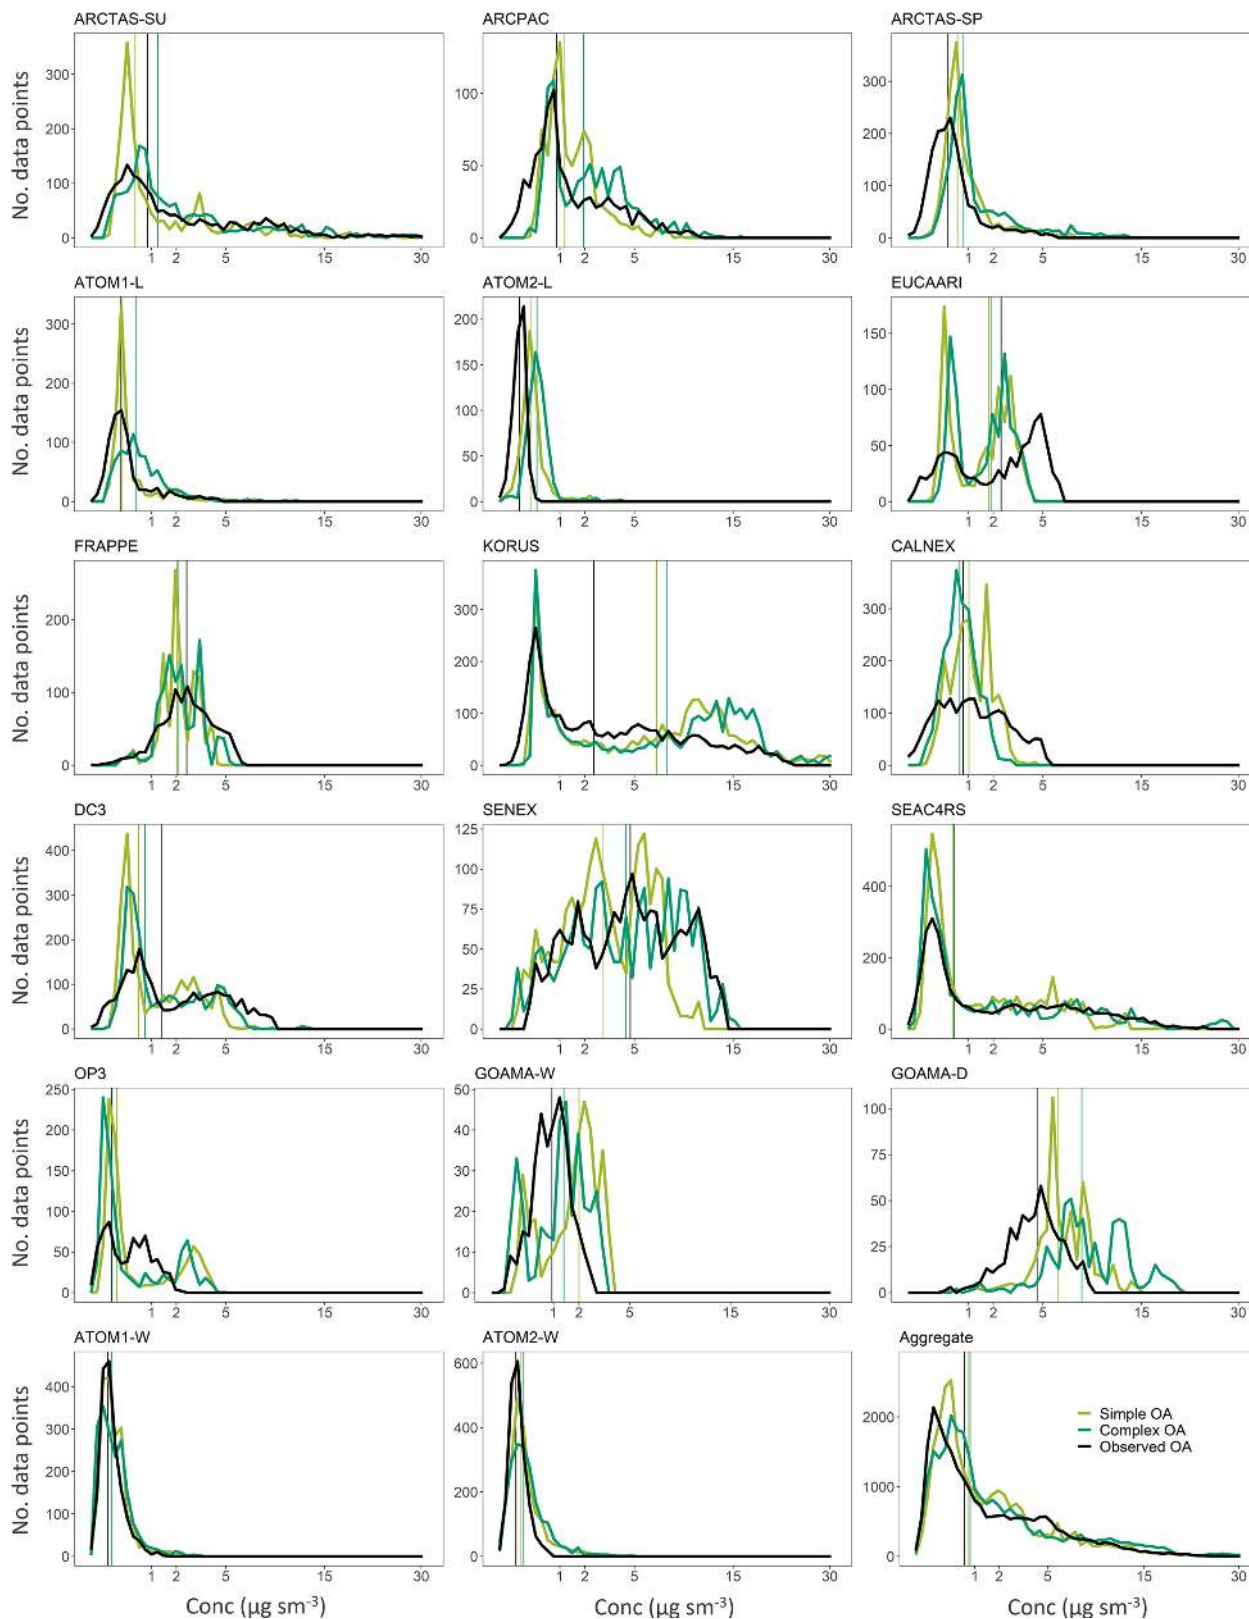 ARCTAS-SU
ARCPAC
ARCTAS-SP
No. data points
300
200
100
0
1 2 5 15 30
100
50
0
1 2 5 15 30
300
200
100
0
1 2 5 15 30
ATOM1-L
ATOM2-L
EUCAARI
No. data points
300
200
100
0
1 2 5 15 30
200
150
100
50
0
1 2 5 15 30
150
100
50
0
1 2 5 15 30
FRAPPE
KORUS
CALNEX
No. data points
200
100
0
1 2 5 15 30
300
200
100
0
1 2 5 15 30
300
200
100
0
1 2 5 15 30
DC3
SENEX
SEAC4RS
No. data points
400
300
200
100
0
1 2 5 15 30
125
100
75
50
25
0
1 2 5 15 30
400
200
0
1 2 5 15 30
OP3
GOAMA-W
GOAMA-D
No. data points
250
200
150
100
50
0
1 2 5 15 30
50
40
30
20
10
0
1 2 5 15 30
100
75
50
25
0
1 2 5 15 30
ATOM1-W
ATOM2-W
Aggregate
No. data points
400
300
200
100
0
1 2 5 15 30
600
400
200
0
1 2 5 15 30
2000
1000
0
1 5 15 30
Simple OA
Complex OA
Observed OA
Conc (µg sm⁻³)
Conc (µg sm⁻³)
Conc (µg sm⁻³)